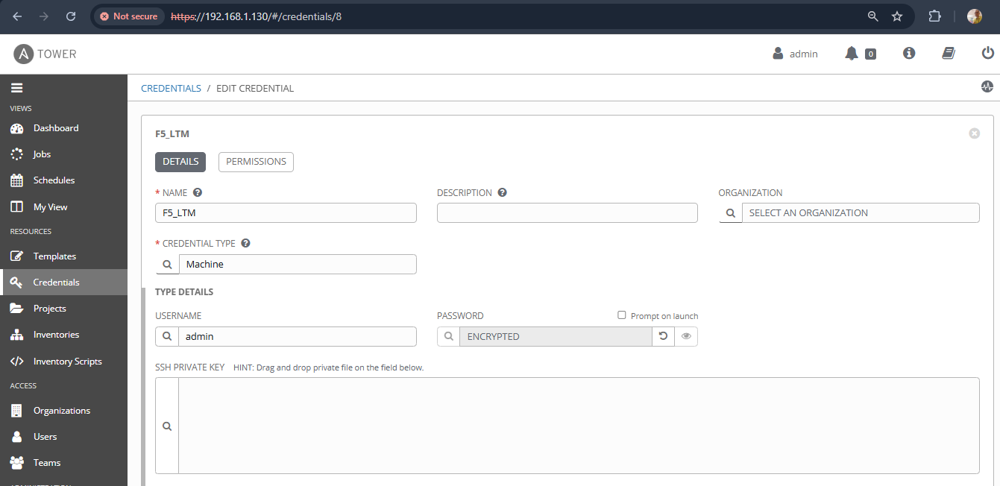 Not secure https://192.168.1.130/#/credentials/8
A TOWER admin 0
CREDENTIALS / EDIT CREDENTIAL
VIEWS
Dashboard
Jobs
Schedules
My View
RESOURCES
Templates
Credentials
Projects
Inventories
Inventory Scripts
ACCESS
Organizations
Users
Teams
F5_LTM
DETAILS PERMISSIONS
* NAME ? DESCRIPTION ? ORGANIZATION
F5_LTM SELECT AN ORGANIZATION
* CREDENTIAL TYPE ?
Machine
TYPE DETAILS
USERNAME PASSWORD Prompt on launch
admin ENCRYPTED
SSH PRIVATE KEY HINT: Drag and drop private file on the field below.